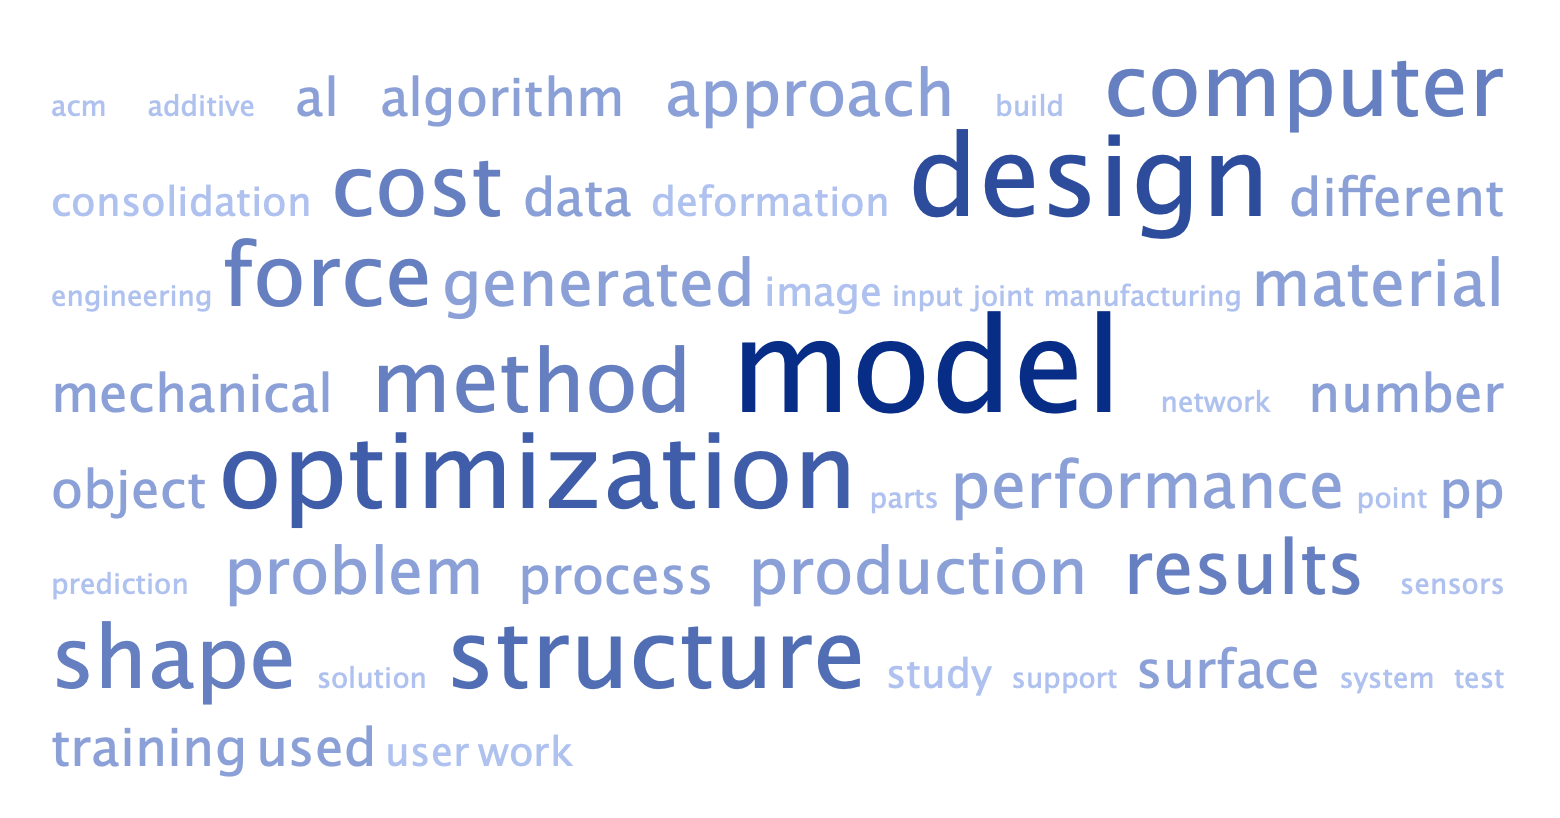 acm additive al algorithm approach build computer
consolidation cost data deformation design different
engineering force generated image input joint manufacturing material
mechanical method model network number
object optimization parts performance point pp
prediction problem process production results sensors
shape solution structure study support surface system test
training used user work